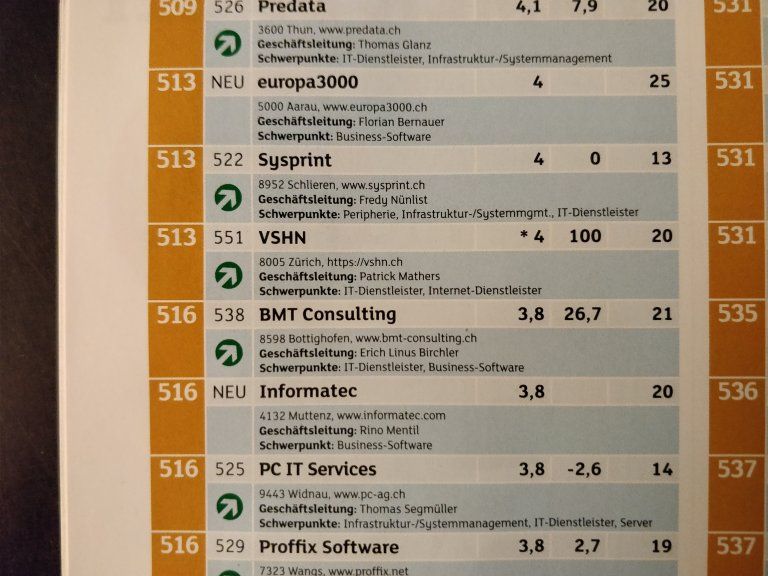 509 526 Predata 4,1 7,9 20 531
3600 Thun, www.predata.ch
Geschäftsleitung: Thomas Glanz
Schwerpunkte: IT-Dienstleister, Infrastruktur-/Systemmanagement
513 NEU europa3000 4 25 531
5000 Aarau, www.europa3000.ch
Geschäftsleitung: Florian Bernauer
Schwerpunkt: Business-Software
513 522 Sysprint 4 0 13 531
8952 Schlieren, www.sysprint.ch
Geschäftsleitung: Fredy Nünlist
Schwerpunkte: Peripherie, Infrastruktur-/Systemmgmt., IT-Dienstleister
513 551 VSHN * 4 100 20 531
8005 Zürich, https://vshn.ch
Geschäftsleitung: Patrick Mathers
Schwerpunkte: IT-Dienstleister, Internet-Dienstleister
516 538 BMT Consulting 3,8 26,7 21 535
8598 Bottighofen, www.bmt-consulting.ch
Geschäftsleitung: Erich Linus Birchler
Schwerpunkte: IT-Dienstleister, Business-Software
516 NEU Informatec 3,8 20 536
4132 Muttenz, www.informatec.com
Geschäftsleitung: Rino Mentil
Schwerpunkt: Business-Software
516 525 PC IT Services 3,8 -2,6 14 537
9443 Widnau, www.pc-ag.ch
Geschäftsleitung: Thomas Segmüller
Schwerpunkte: Infrastruktur-/Systemmanagement, IT-Dienstleister, Server
516 529 Proffix Software 3,8 2,7 19 537
7323 Wangs, www.proffix.net